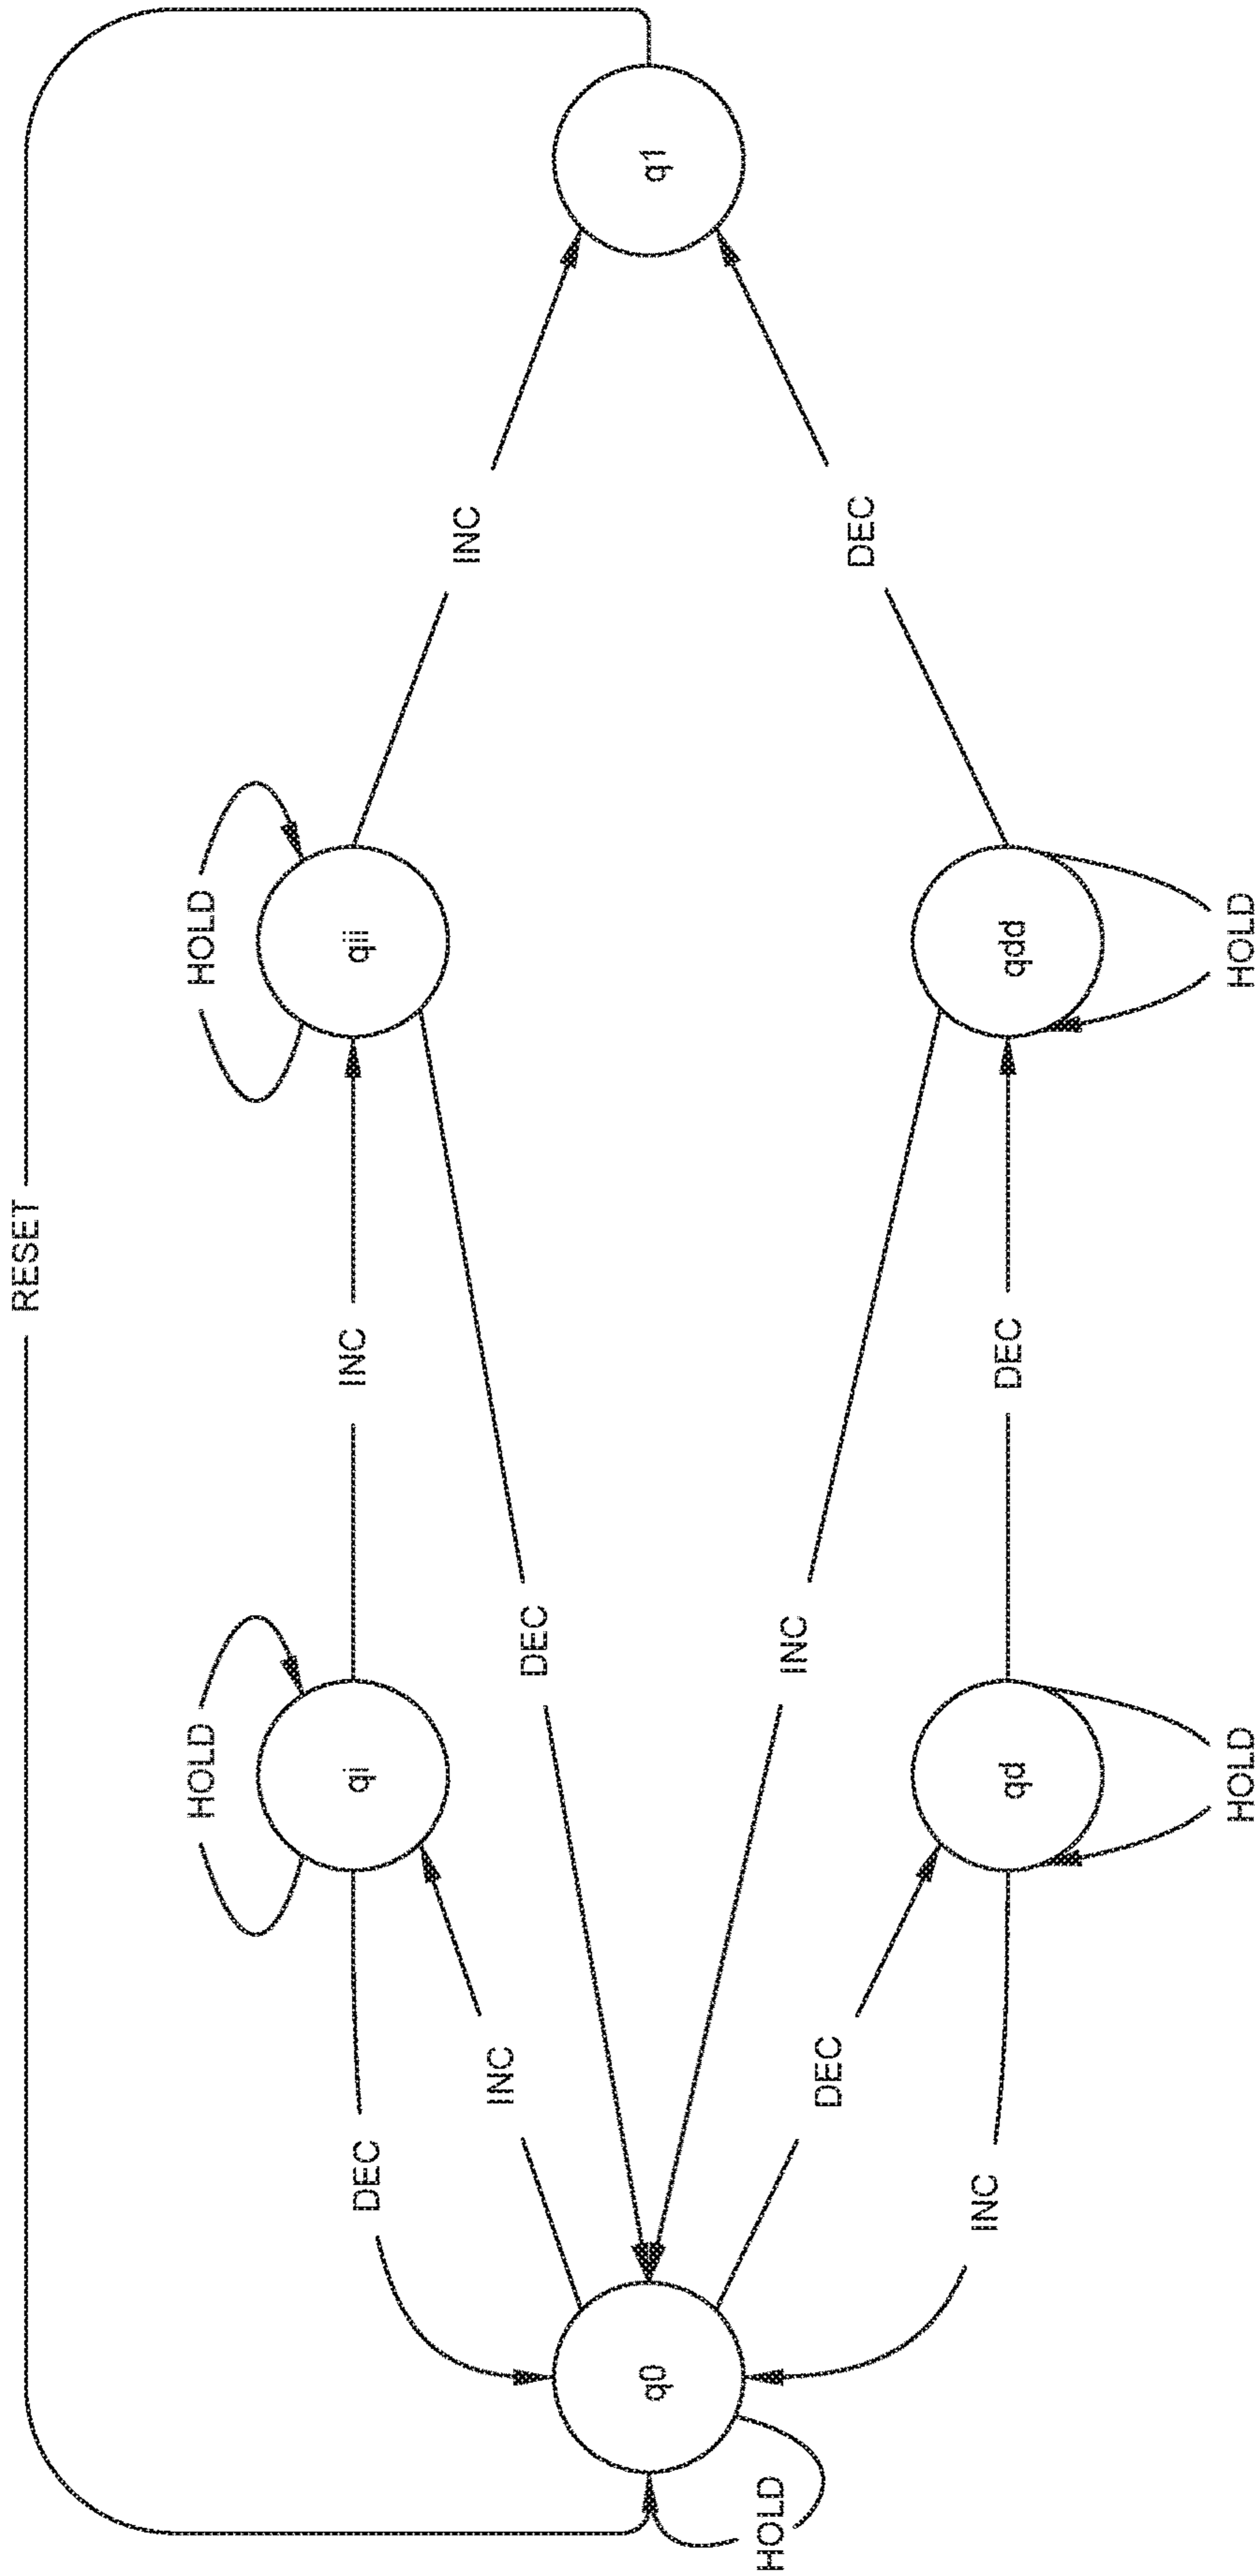 RESET
HOLD
HOLD
qi
INC
qii
DEC
INC
DEC
INC
q0
q1
HOLD
DEC
INC
DEC
INC
qd
DEC
qdd
HOLD
HOLD